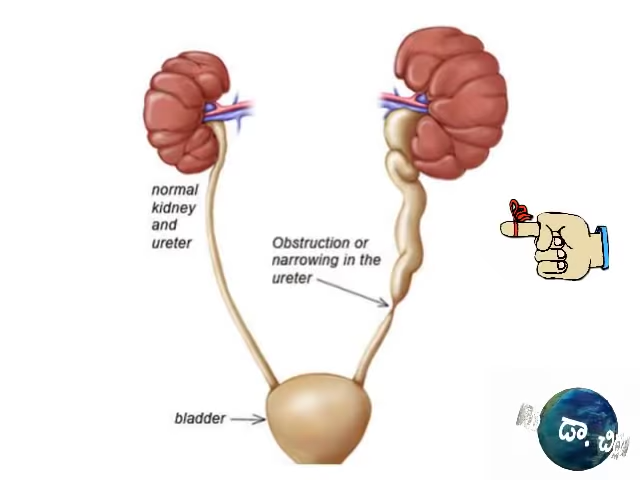 normal
kidney
and
ureter
Obstruction or
narrowing in the
ureter
bladder
ಡಾ.